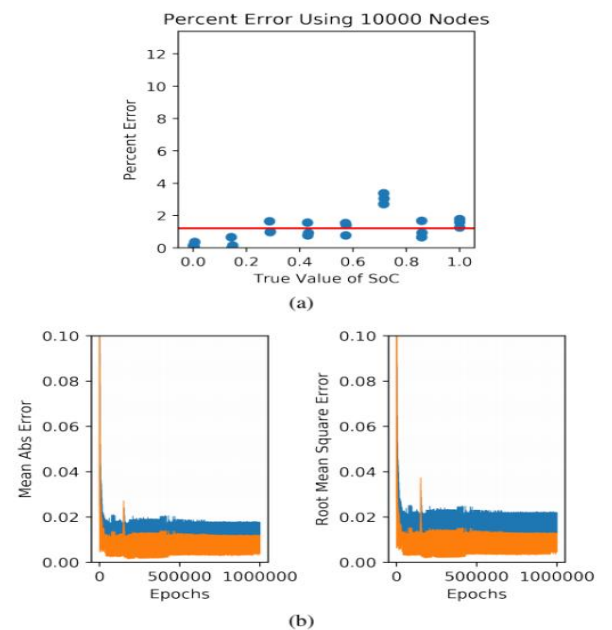 Percent Error Using 10000 Nodes
12
10
8
6
4
2
0
Percent Error
0.0 0.2 0.4 0.6 0.8 1.0
True Value of SoC
(a)
0.10
0.08
0.06
0.04
0.02
0.00
Mean Abs Error
0 500000 1000000
Epochs
0.10
0.08
0.06
0.04
0.02
0.00
Root Mean Square Error
0 500000 1000000
Epochs
(b)